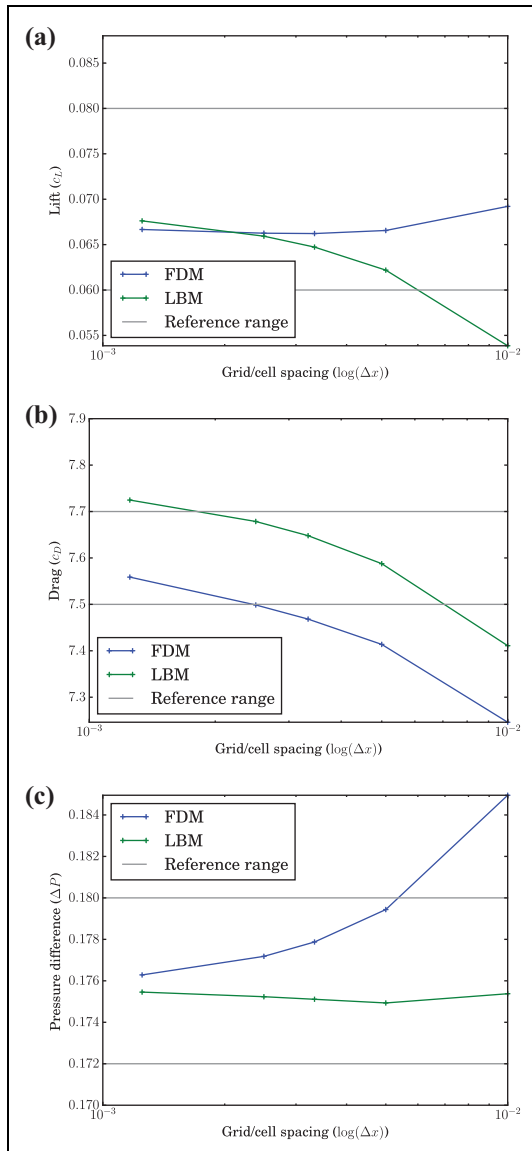 (a)
0.085
0.080
0.075
0.070
0.065
0.060
0.055
Lift (c_L)
FDM
LBM
Reference range
10⁻³
10⁻²
Grid/cell spacing (log(Δx))
(b)
7.9
7.8
7.7
7.6
7.5
7.4
7.3
Drag (c_D)
FDM
LBM
Reference range
10⁻³
10⁻²
Grid/cell spacing (log(Δx))
(c)
0.184
0.182
0.180
0.178
0.176
0.174
0.172
0.170
Pressure difference (ΔP)
FDM
LBM
Reference range
10⁻³
10⁻²
Grid/cell spacing (log(Δx))